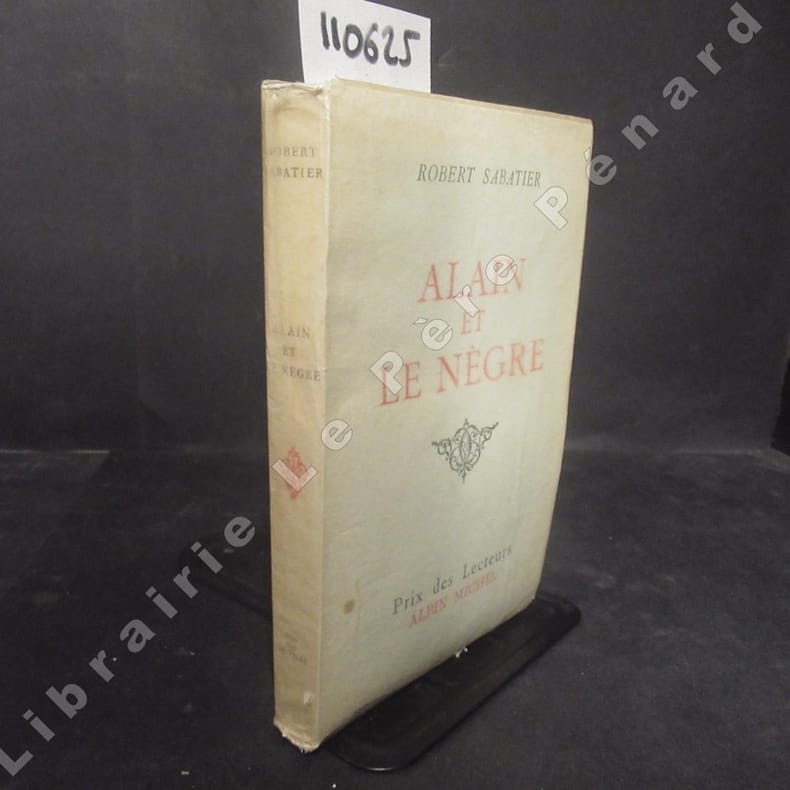 110625
ROBERT
SABATIER
ALAIN
ET
LE NÈGRE
ROBERT SABATIER
ALAIN
ET
LE NÈGRE
Prix des Lecteurs
ALBIN MICHEL
Librairie Le Père Pénard